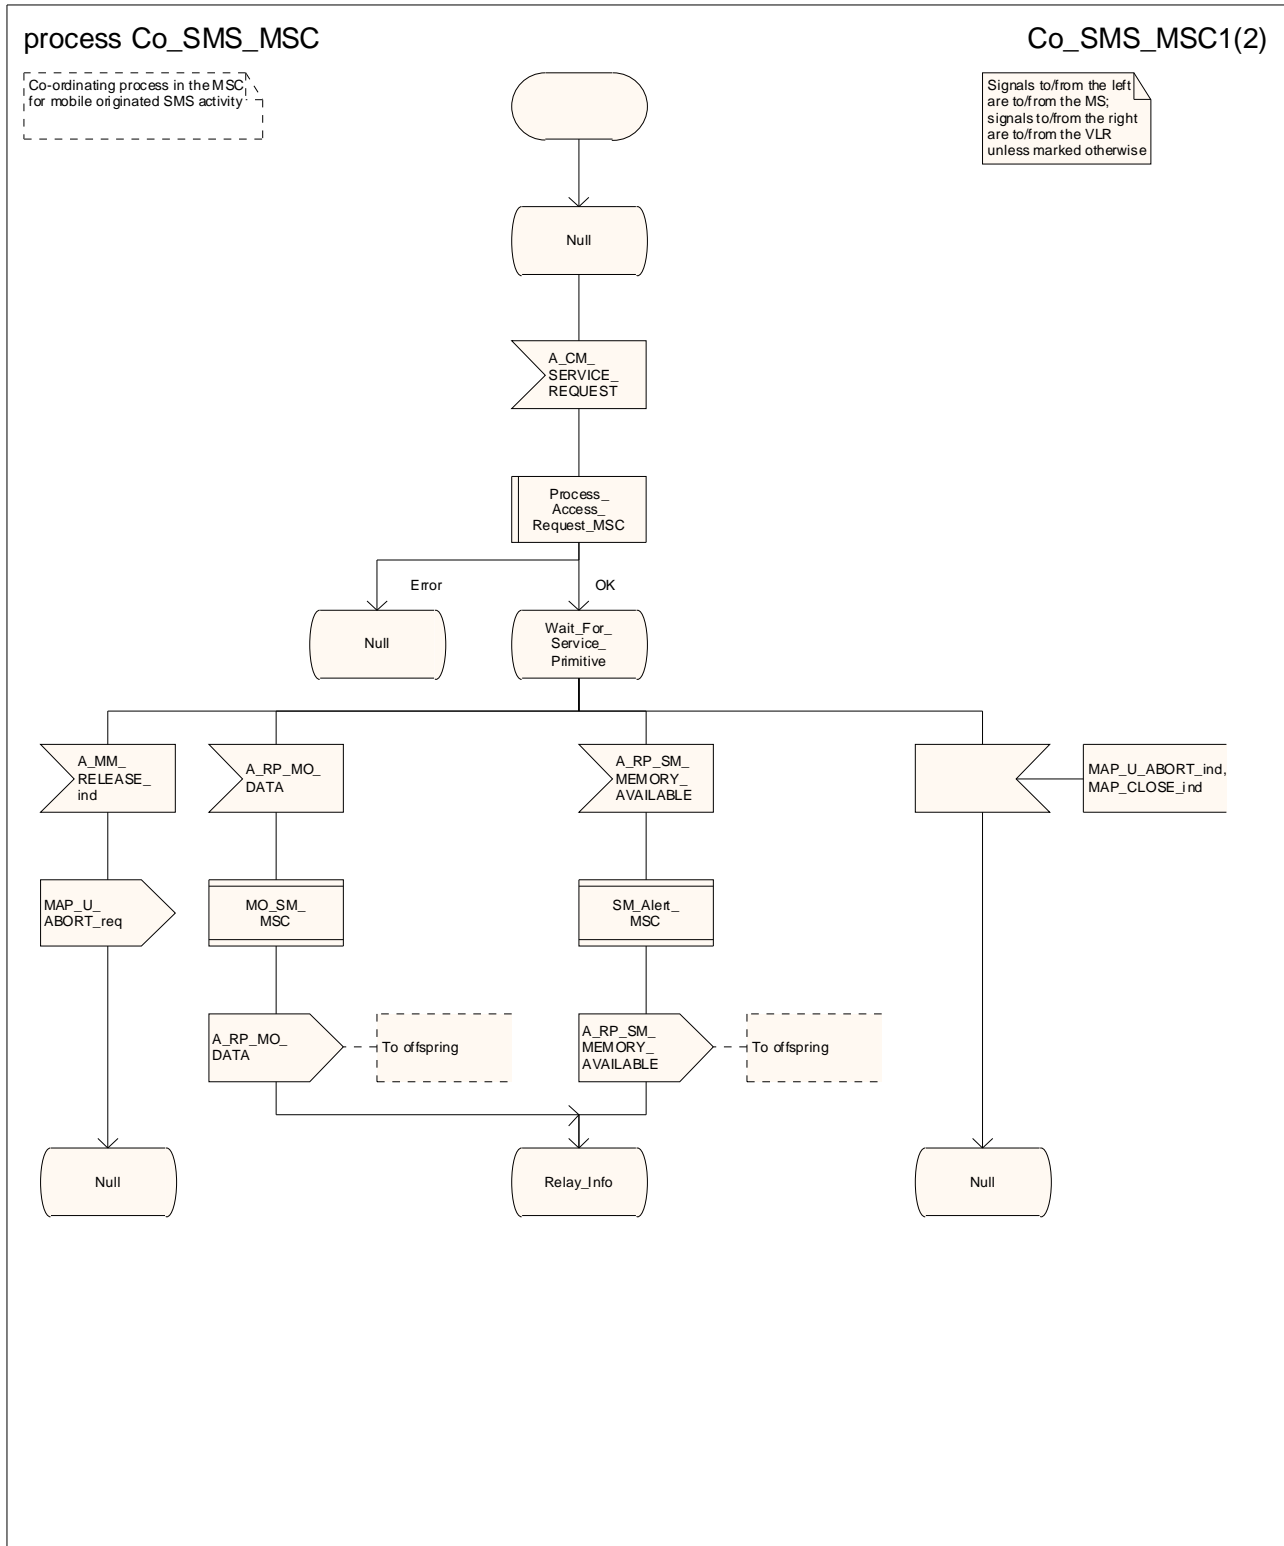 process Co_SMS_MSC
Co_SMS_MSC1(2)
Co-ordinating process in the MSC
for mobile originated SMS activity
Signals to/from the left
are to/from the MS;
signals to/from the right
are to/from the VLR
unless marked otherwise
Null
A_CM_
SERVICE_
REQUEST
Process_
Access_
Request_MSC
Error
OK
Null
Wait_For_
Service_
Primitive
A_MM_
RELEASE_
ind
A_RP_MO_
DATA
A_RP_SM_
MEMORY_
AVAILABLE
MAP_U_ABORT_ind,
MAP_CLOSE_ind
MAP_U_
ABORT_req
MO_SM_
MSC
SM_Alert_
MSC
A_RP_MO_
DATA
To offspring
A_RP_SM_
MEMORY_
AVAILABLE
To offspring
Null
Relay_Info
Null